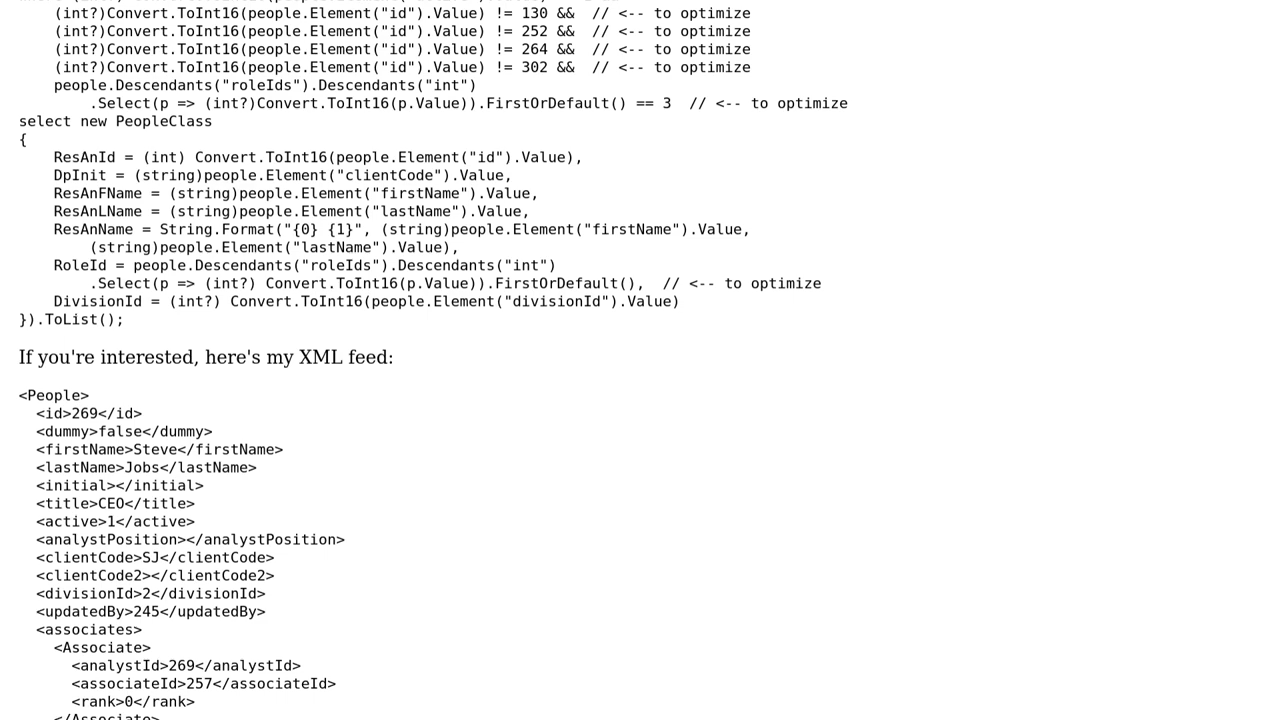 (int?)Convert.ToInt16(people.Element("id").Value) != 130 &&  // <-- to optimize
(int?)Convert.ToInt16(people.Element("id").Value) != 252 &&  // <-- to optimize
(int?)Convert.ToInt16(people.Element("id").Value) != 264 &&  // <-- to optimize
(int?)Convert.ToInt16(people.Element("id").Value) != 302 &&  // <-- to optimize
people.Descendants("roleIds").Descendants("int")
.Select(p => (int?)Convert.ToInt16(p.Value)).FirstOrDefault() == 3  // <-- to optimize
select new PeopleClass
{
ResAnId = (int) Convert.ToInt16(people.Element("id").Value),
DpInit = (string)people.Element("clientCode").Value,
ResAnFName = (string)people.Element("firstName").Value,
ResAnLName = (string)people.Element("lastName").Value,
ResAnName = String.Format("{0} {1}", (string)people.Element("firstName").Value,
(string)people.Element("lastName").Value),
RoleId = people.Descendants("roleIds").Descendants("int")
.Select(p => (int?) Convert.ToInt16(p.Value)).FirstOrDefault(),  // <-- to optimize
DivisionId = (int?) Convert.ToInt16(people.Element("divisionId").Value)
}).ToList();
If you're interested, here's my XML feed:
<People>
<id>269</id>
<dummy>false</dummy>
<firstName>Steve</firstName>
<lastName>Jobs</lastName>
<initial></initial>
<title>CEO</title>
<active>1</active>
<analystPosition></analystPosition>
<clientCode>SJ</clientCode>
<clientCode2></clientCode2>
<divisionId>2</divisionId>
<updatedBy>245</updatedBy>
<associates>
<Associate>
<analystId>269</analystId>
<associateId>257</associateId>
<rank>0</rank>
</Associate>